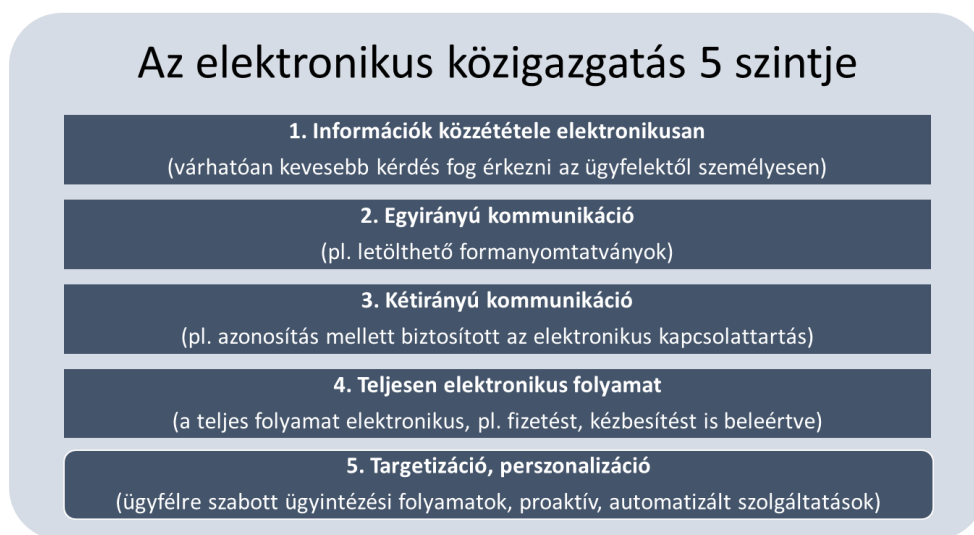 Az elektronikus közigazgatás 5 szintje
1. Információk közzététele elektronikusan
(várhatóan kevesebb kérdés fog érkezni az ügyfelektől személyesen)
2. Egyirányú kommunikáció
(pl. letölthető formanyomtatványok)
3. Kétirányú kommunikáció
(pl. azonosítás mellett biztosított az elektronikus kapcsolattartás)
4. Teljesen elektronikus folyamat
(a teljes folyamat elektronikus, pl. fizetést, kézbesítést is beleértve)
5. Targetizáció, perszonalizáció
(ügyfélre szabott ügyintézési folyamatok, proaktív, automatizált szolgáltatások)